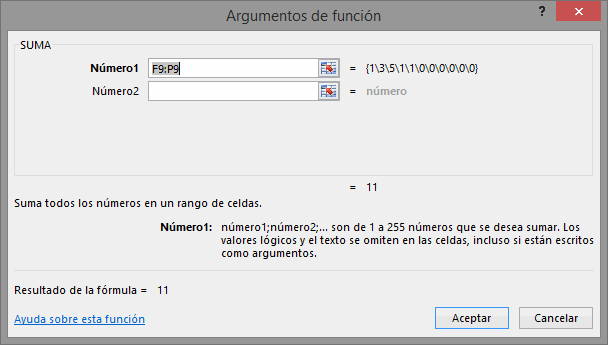 Argumentos de función
?
SUMA
Número1 F9:P9 = {1\3\5\1\1\0\0\0\0\0\0}
Número2 = número
= 11
Suma todos los números en un rango de celdas.
Número1: número1;número2;... son de 1 a 255 números que se desea sumar. Los
valores lógicos y el texto se omiten en las celdas, incluso si están escritos
como argumentos.
Resultado de la fórmula = 11
Ayuda sobre esta función
Aceptar Cancelar